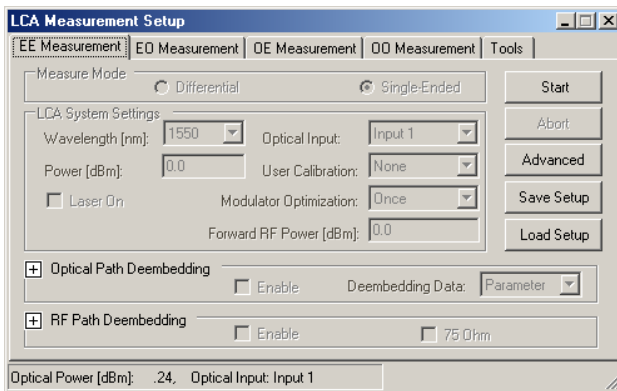 LCA Measurement Setup
EE Measurement EO Measurement OE Measurement OO Measurement Tools
Measure Mode
Differential Single-Ended
Start
LCA System Settings
Wavelength [nm]: 1550 Optical Input: Input 1
Abort
Power [dBm]: 0.0 User Calibration: None
Advanced
Laser On Modulator Optimization: Once
Save Setup
Forward RF Power [dBm]: 0.0
Load Setup
+ Optical Path Deembedding
Enable Deembedding Data: Parameter
+ RF Path Deembedding
Enable 75 Ohm
Optical Power [dBm]: .24, Optical Input: Input 1